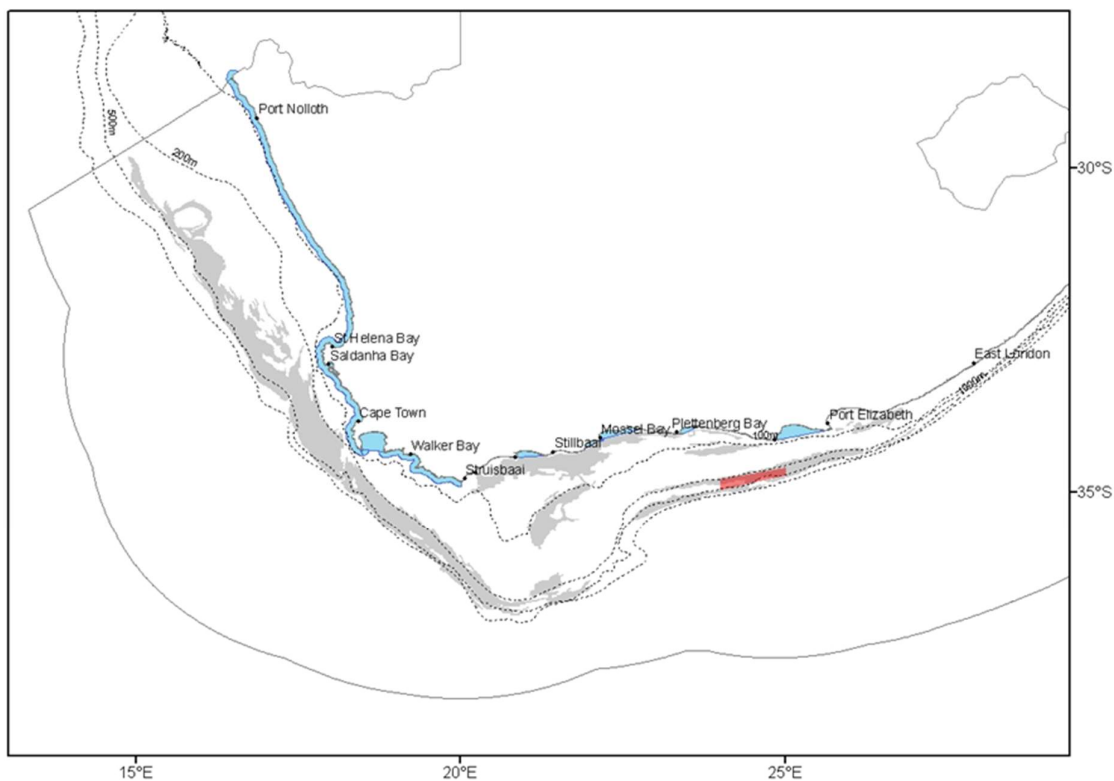 Port Nolloth
500m
200m
30°S
St Helena Bay
Saldanha Bay
East London
1000m
Cape Town
Port Elizabeth
Plettenberg Bay
Mossel Bay
100m
Walker Bay
Stillbaai
Struisbaai
35°S
15°E
20°E
25°E